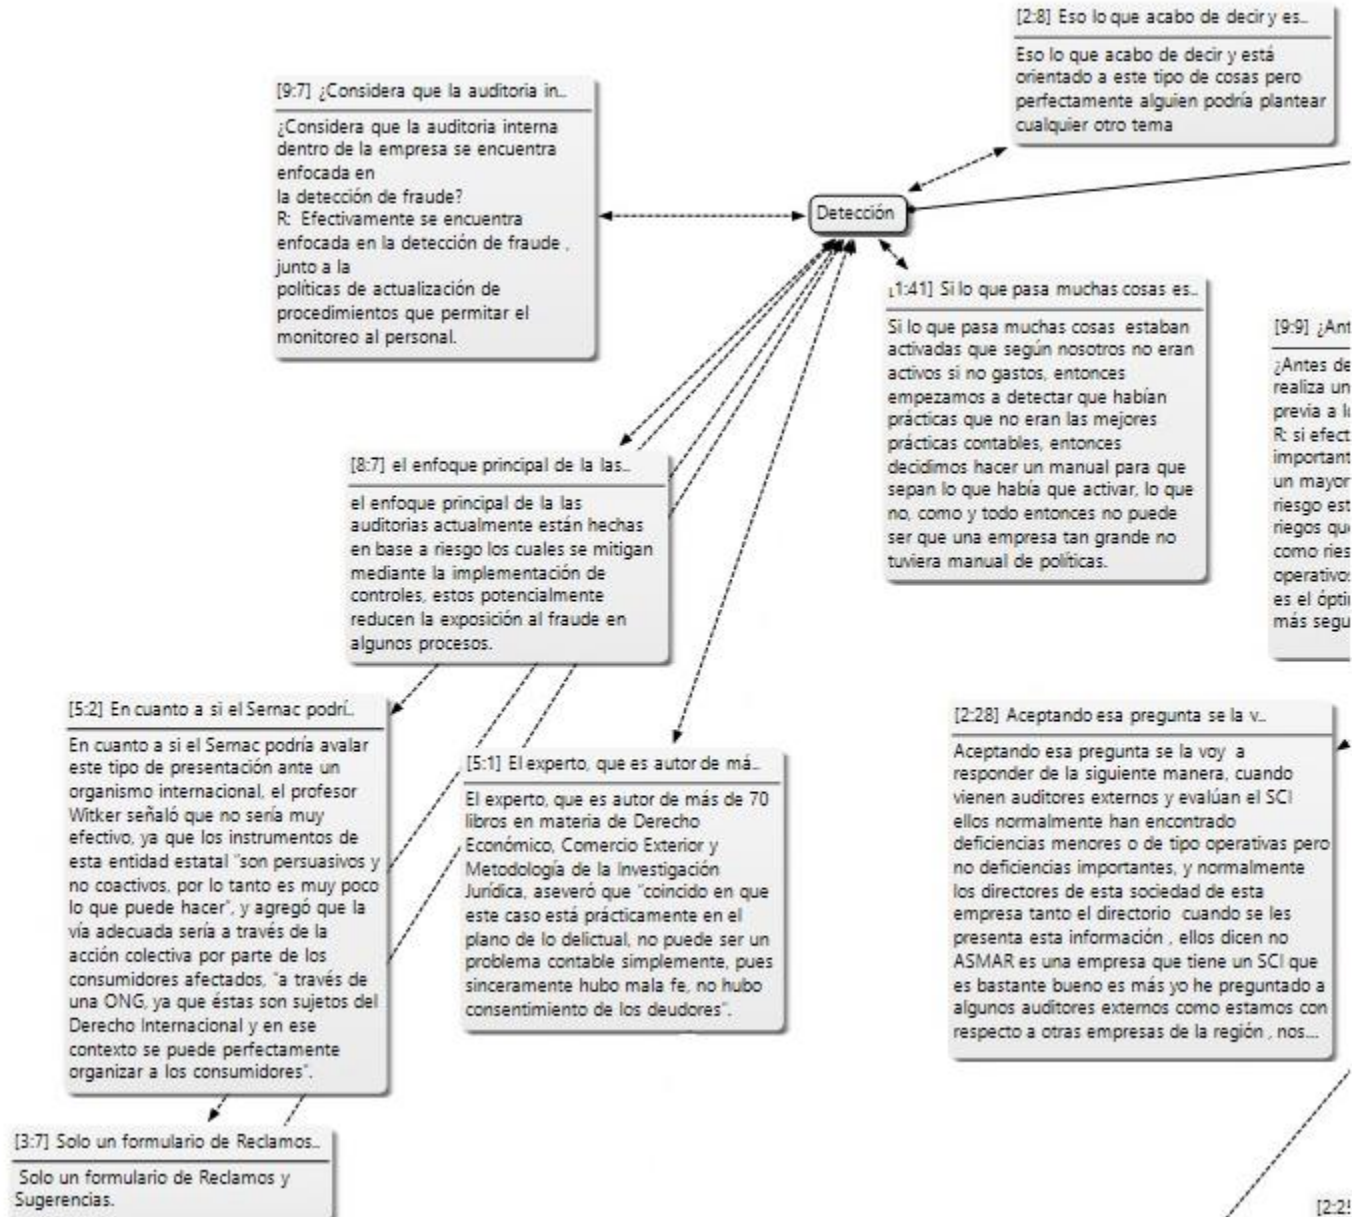 [2:8] Eso lo que acabo de decir y es...
Eso lo que acabo de decir y está
orientado a este tipo de cosas pero
perfectamente alguien podría plantear
cualquier otro tema
[9:7] ¿Considera que la auditoria in...
¿Considera que la auditoria interna
dentro de la empresa se encuentra
enfocada en
la detección de fraude?
R: Efectivamente se encuentra
enfocada en la detección de fraude ,
junto a la
políticas de actualización de
procedimientos que permitar el
monitoreo al personal.
Detección
[1:41] Si lo que pasa muchas cosas es...
Si lo que pasa muchas cosas estaban
activadas que según nosotros no eran
activos si no gastos, entonces
empezamos a detectar que habían
prácticas que no eran las mejores
prácticas contables, entonces
decidimos hacer un manual para que
sepan lo que había que activar, lo que
no, como y todo entonces no puede
ser que una empresa tan grande no
tuviera manual de políticas.
[9:9] ¿Ant
¿Antes de
realiza un
previa a
R: si efect
important
un mayor
riesgo est
riegos que
como ries
operativo
es el ópti
más segu
[8:7] el enfoque principal de la las...
el enfoque principal de la las
auditorias actualmente están hechas
en base a riesgo los cuales se mitigan
mediante la implementación de
controles, estos potencialmente
reducen la exposición al fraude en
algunos procesos.
[5:2] En cuanto a si el Sernac podrí...
En cuanto a si el Sernac podría avalar
este tipo de presentación ante un
organismo internacional, el profesor
Witker señaló que no sería muy
efectivo, ya que los instrumentos de
esta entidad estatal "son persuasivos y
no coactivos, por lo tanto es muy poco
lo que puede hacer", y agregó que la
vía adecuada sería a través de la
acción colectiva por parte de los
consumidores afectados, "a través de
una ONG, ya que éstas son sujetos del
Derecho Internacional y en ese
contexto se puede perfectamente
organizar a los consumidores".
[5:1] El experto, que es autor de má...
El experto, que es autor de más de 70
libros en materia de Derecho
Económico, Comercio Exterior y
Metodología de la Investigación
Jurídica, aseveró que "coincido en que
este caso está prácticamente en el
plano de lo delictual, no puede ser un
problema contable simplemente, pues
sinceramente hubo mala fe, no hubo
consentimiento de los deudores".
[2:28] Aceptando esa pregunta se la v...
Aceptando esa pregunta se la voy a
responder de la siguiente manera, cuando
vienen auditores externos y evalúan el SCI
ellos normalmente han encontrado
deficiencias menores o de tipo operativas pero
no deficiencias importantes, y normalmente
los directores de esta sociedad de esta
empresa tanto el directorio cuando se les
presenta esta información , ellos dicen no
ASMAR es una empresa que tiene un SCI que
es bastante bueno es más yo he preguntado a
algunos auditores externos como estamos con
respecto a otras empresas de la región , nos....
[3:7] Solo un formulario de Reclamos...
Solo un formulario de Reclamos y
Sugerencias.